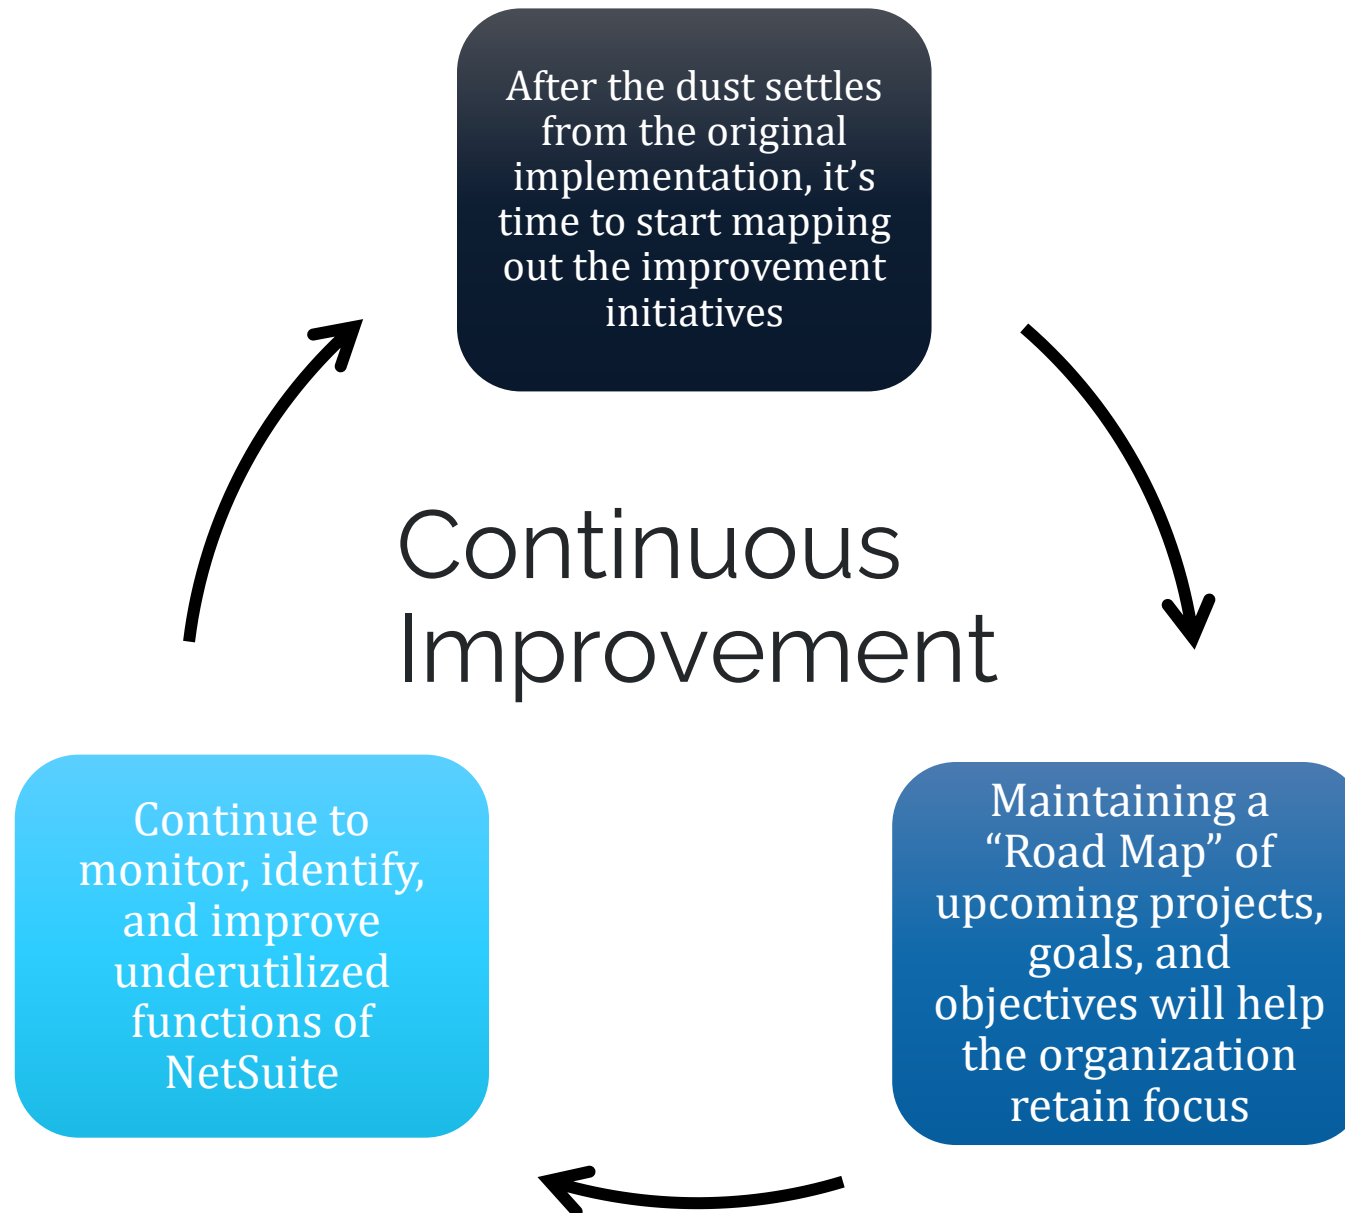 After the dust settles
from the original
implementation, it’s
time to start mapping
out the improvement
initiatives
Continuous
Improvement
Maintaining a
“Road Map” of
upcoming projects,
goals, and
objectives will help
the organization
retain focus
Continue to
monitor, identify,
and improve
underutilized
functions of
NetSuite